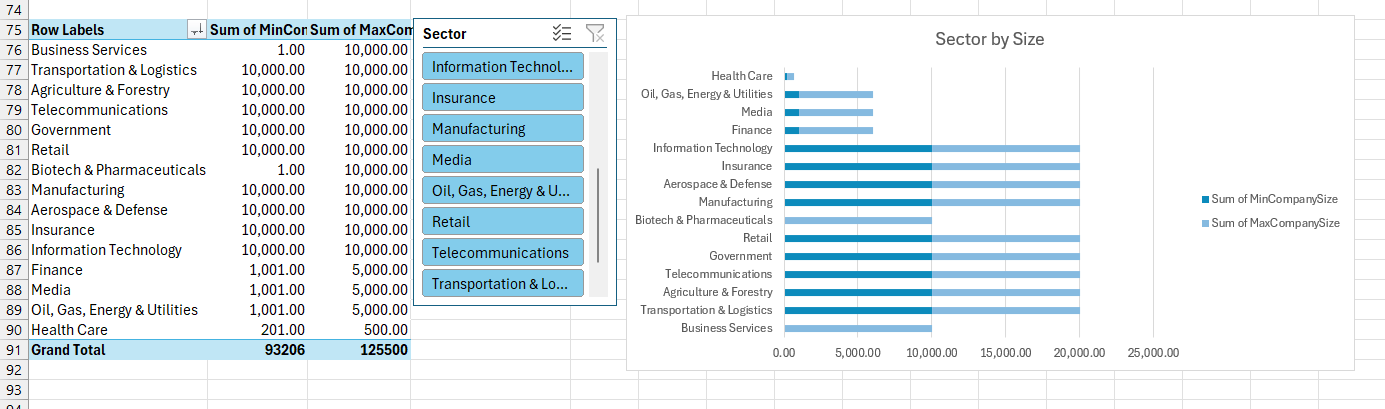 74
75 Row Labels Sum of MinCon Sum of MaxCom
76 Business Services 1.00 10,000.00
77 Transportation & Logistics 10,000.00 10,000.00
78 Agriculture & Forestry 10,000.00 10,000.00
79 Telecommunications 10,000.00 10,000.00
80 Government 10,000.00 10,000.00
81 Retail 10,000.00 10,000.00
82 Biotech & Pharmaceuticals 1.00 10,000.00
83 Manufacturing 10,000.00 10,000.00
84 Aerospace & Defense 10,000.00 10,000.00
85 Insurance 10,000.00 10,000.00
86 Information Technology 10,000.00 10,000.00
87 Finance 1,001.00 5,000.00
88 Media 1,001.00 5,000.00
89 Oil, Gas, Energy & Utilities 1,001.00 5,000.00
90 Health Care 201.00 500.00
91 Grand Total 93206 125500
92
93
Sector
Information Technol...
Insurance
Manufacturing
Media
Oil, Gas, Energy & U...
Retail
Telecommunications
Transportation & Lo...
Sector by Size
Health Care
Oil, Gas, Energy & Utilities
Media
Finance
Information Technology
Insurance
Aerospace & Defense
Manufacturing
Biotech & Pharmaceuticals
Retail
Government
Telecommunications
Agriculture & Forestry
Transportation & Logistics
Business Services
0.00 5,000.00 10,000.00 15,000.00 20,000.00 25,000.00
Sum of MinCompanySize
Sum of MaxCompanySize